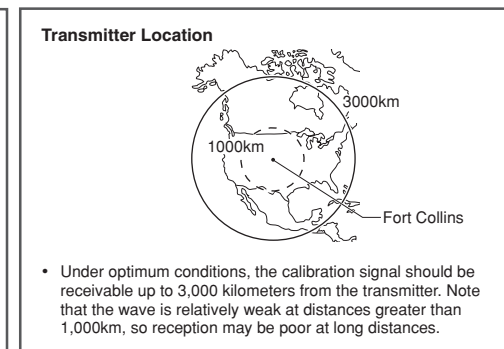 Transmitter Location
3000km
1000km
Fort Collins
• Under optimum conditions, the calibration signal should be
receivable up to 3,000 kilometers from the transmitter. Note
that the wave is relatively weak at distances greater than
1,000km, so reception may be poor at long distances.